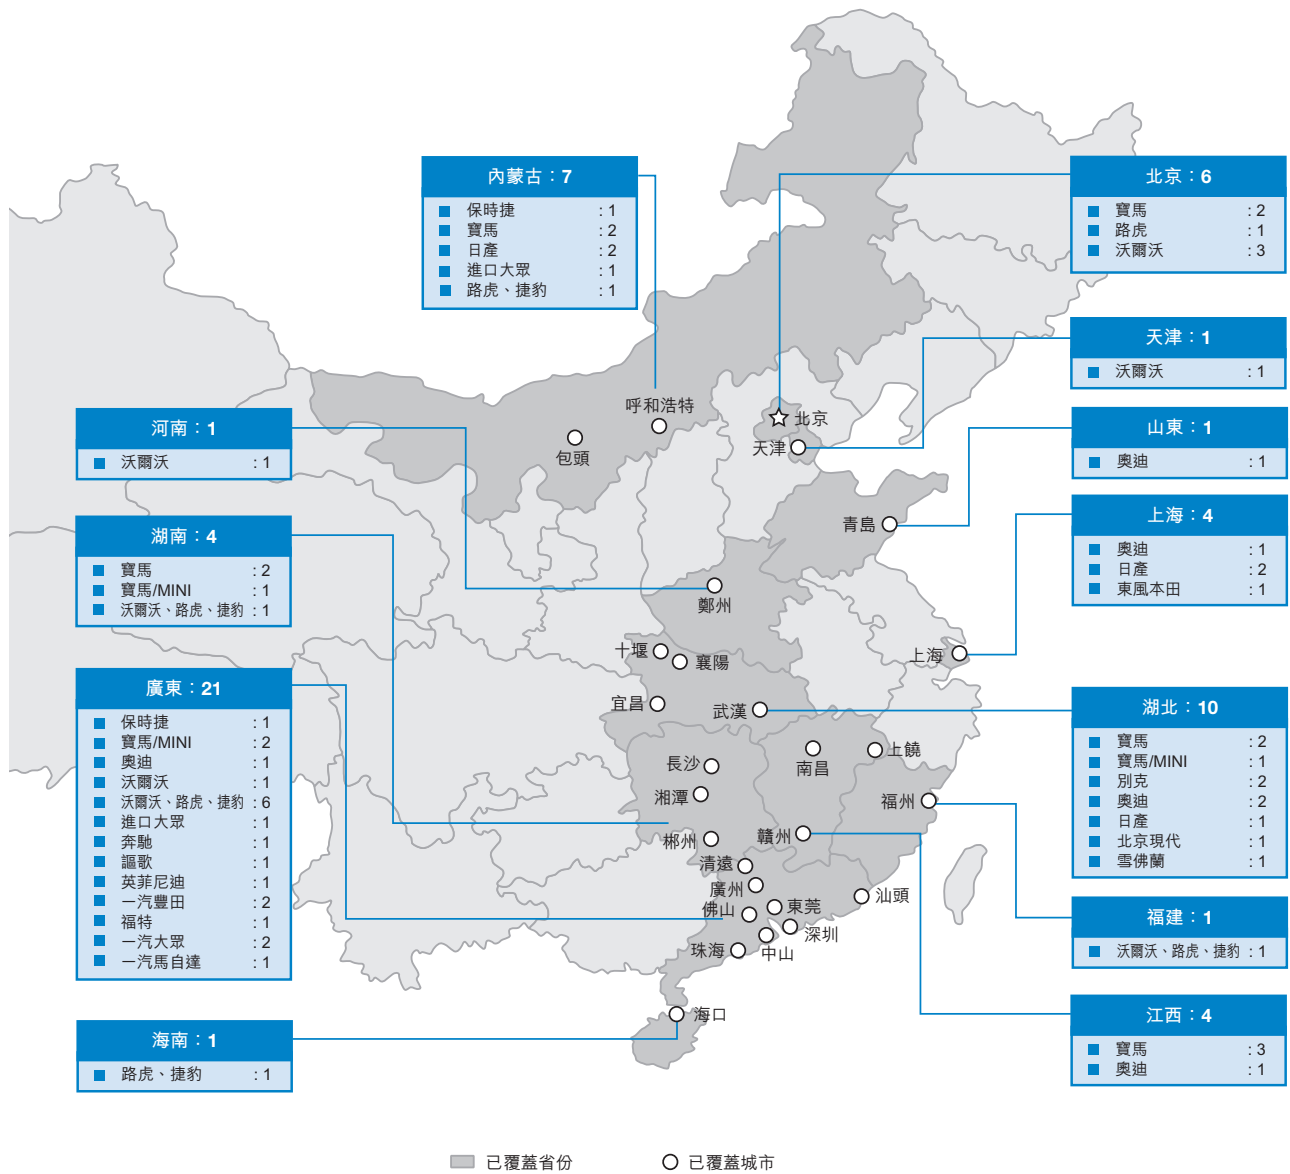 內蒙古：7
保時捷 : 1
寶馬 : 2
日產 : 2
進口大眾 : 1
路虎、捷豹 : 1
北京：6
寶馬 : 2
路虎 : 1
沃爾沃 : 3
天津：1
沃爾沃 : 1
河南：1
沃爾沃 : 1
山東：1
奧迪 : 1
湖南：4
寶馬 : 2
寶馬/MINI : 1
沃爾沃、路虎、捷豹 : 1
上海：4
奧迪 : 1
日產 : 2
東風本田 : 1
廣東：21
保時捷 : 1
寶馬/MINI : 2
奧迪 : 1
沃爾沃 : 1
沃爾沃、路虎、捷豹 : 6
進口大眾 : 1
奔馳 : 1
謳歌 : 1
英菲尼迪 : 1
一汽豐田 : 2
福特 : 1
一汽大眾 : 2
一汽馬自達 : 1
湖北：10
寶馬 : 2
寶馬/MINI : 1
別克 : 2
奧迪 : 2
日產 : 1
北京現代 : 1
雪佛蘭 : 1
福建：1
沃爾沃、路虎、捷豹 : 1
江西：4
寶馬 : 3
奧迪 : 1
海南：1
路虎、捷豹 : 1
呼和浩特
包頭
北京
天津
青島
鄭州
十堰
襄陽
上海
宜昌
武漢
長沙
南昌
上饒
湘潭
福州
郴州
贛州
清遠
廣州
佛山
東莞
汕頭
深圳
珠海
中山
海口
已覆蓋省份
已覆蓋城市